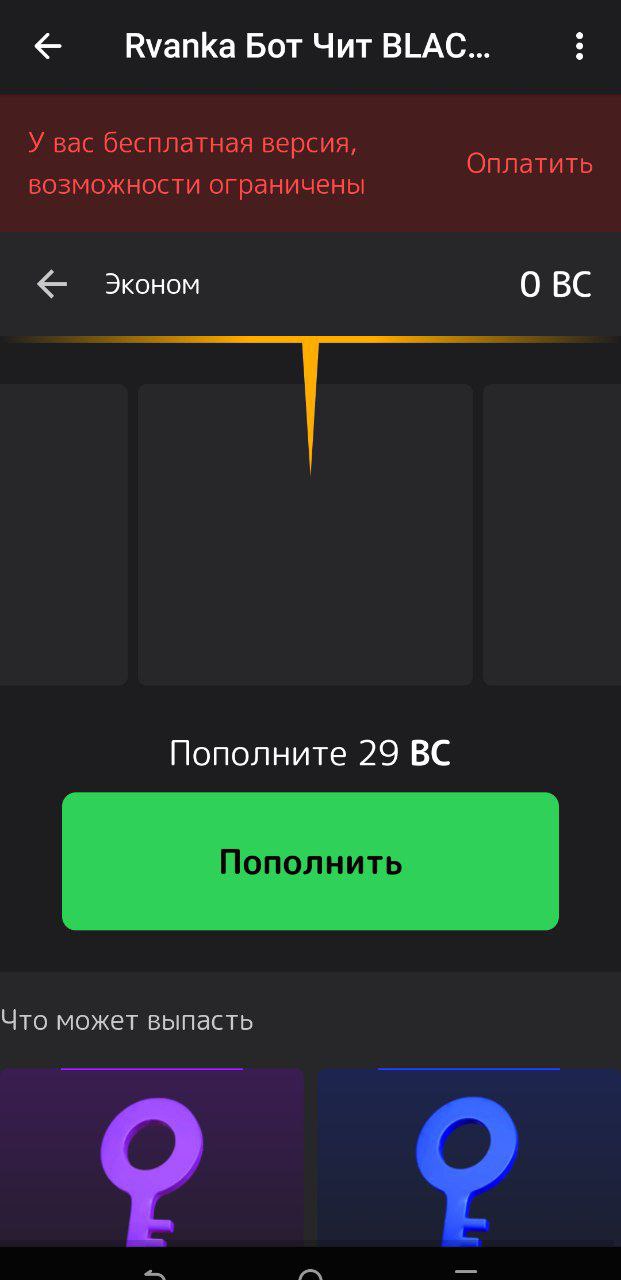 Rvanka Бот Чит BLAC...
У вас бесплатная версия,
возможности ограничены
Оплатить
Эконом
0 BC
Пополните 29 BC
Пополнить
Что может выпасть